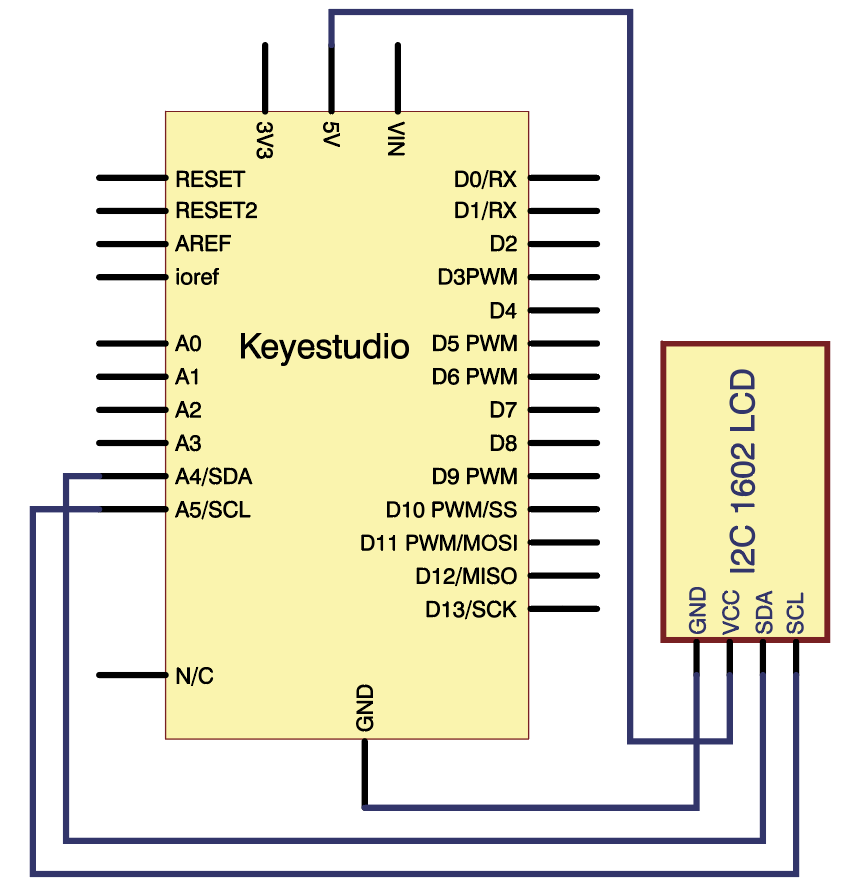 3V3
5V
VIN
RESET
RESET2
AREF
ioref
A0
A1
A2
A3
A4/SDA
A5/SCL
N/C
Keyestudio
D0/RX
D1/RX
D2
D3PWM
D4
D5 PWM
D6 PWM
D7
D8
D9 PWM
D10 PWM/SS
D11 PWM/MOSI
D12/MISO
D13/SCK
GND
I2C 1602 LCD
GND
VCC
SDA
SCL